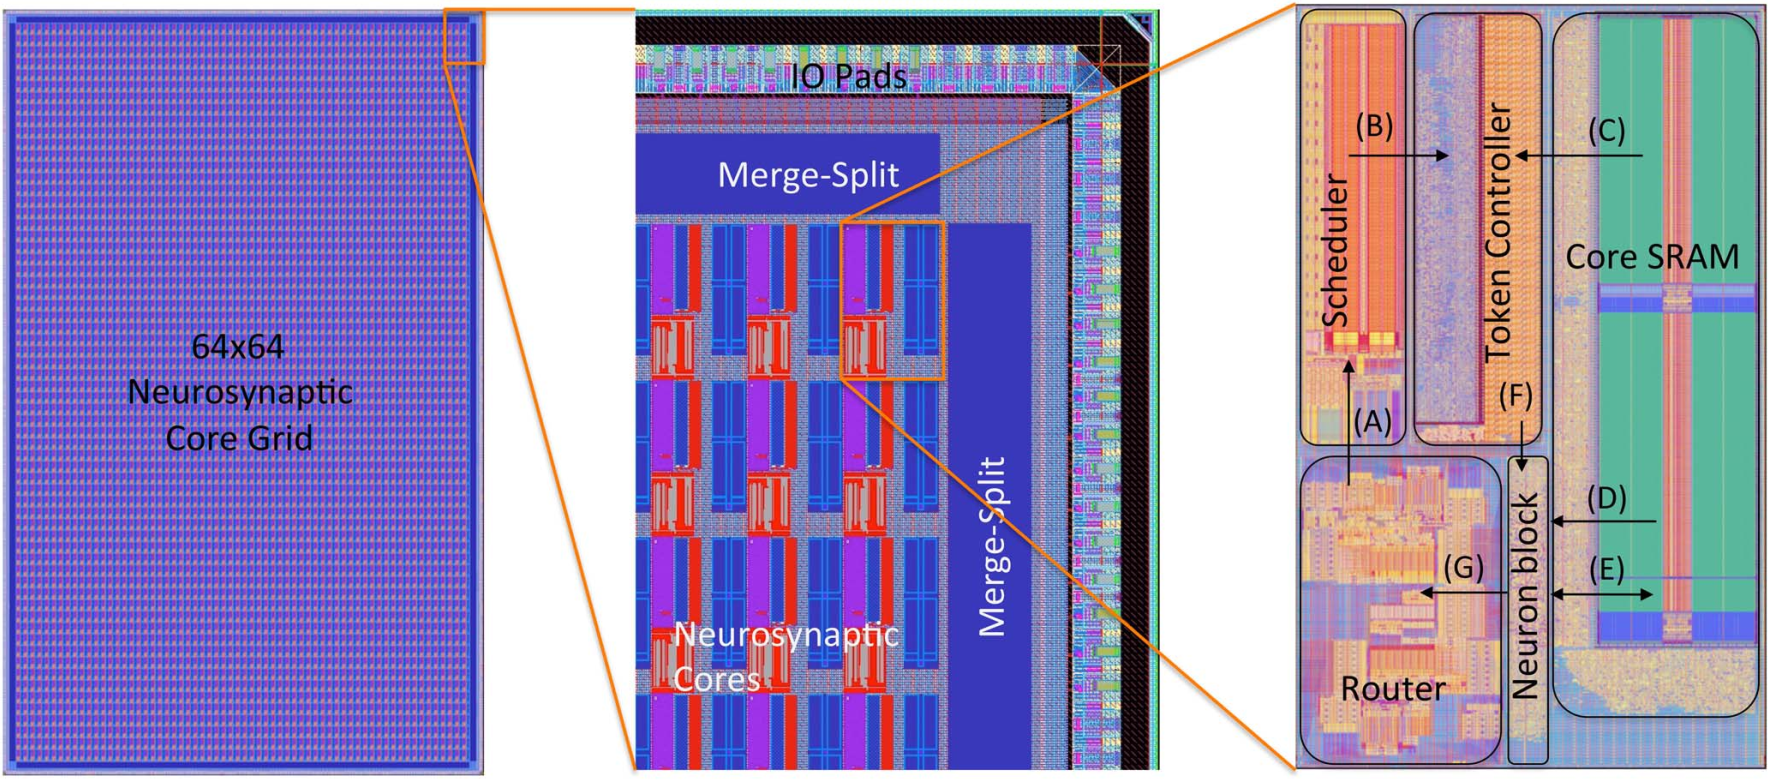 64x64
Neurosynaptic
Core Grid
IO Pads
Merge-Split
Merge-Split
Neurosynaptic
Cores
(B)
(C)
Scheduler
Token Controller
Core SRAM
(A)
(F)
(D)
(G)
(E)
Neuron block
Router